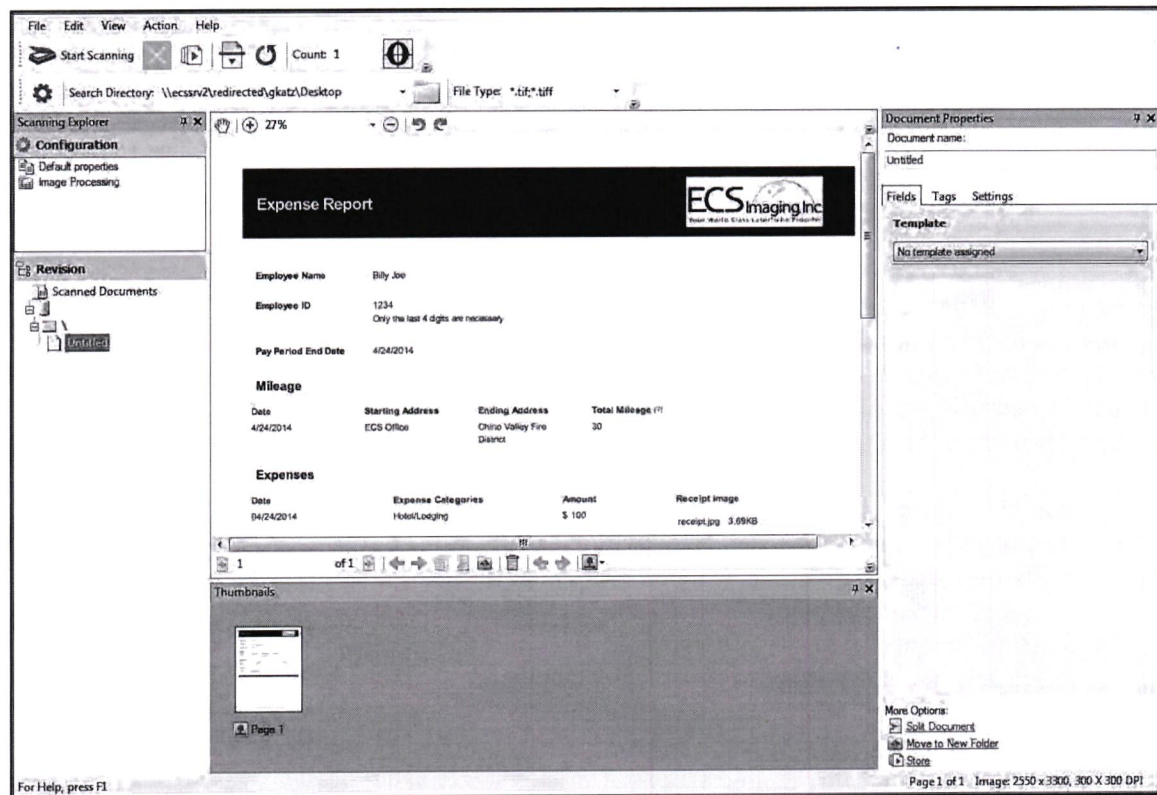 File Edit View Action Help
Start Scanning Count: 1
Search Directory: \\ecssrv2\redirected\gkatz\Desktop File Type: *.tif;*.tiff
Scanning Explorer
Configuration
Default properties
Image Processing
Revision
Scanned Documents
\
Untitled
27%
Expense Report
ECS Imaging, Inc
Employee Name Billy Joe
Employee ID 1234
Only the last 4 digits are necessary
Pay Period End Date 4/24/2014
Mileage
Date Starting Address Ending Address Total Mileage (?)
4/24/2014 ECS Office Chino Valley Fire 30
District
Expenses
Date Expense Categories Amount Receipt Image
04/24/2014 Hotel/Lodging $ 100 receipt.jpg 3.69KB
1 of 1
Thumbnails
Page 1
Document Properties
Document name:
Untitled
Fields Tags Settings
Template
No template assigned
More Options:
Split Document
Move to New Folder
Store
For Help, press F1 Page 1 of 1 Image: 2550 x 3300, 300 X 300 DPI